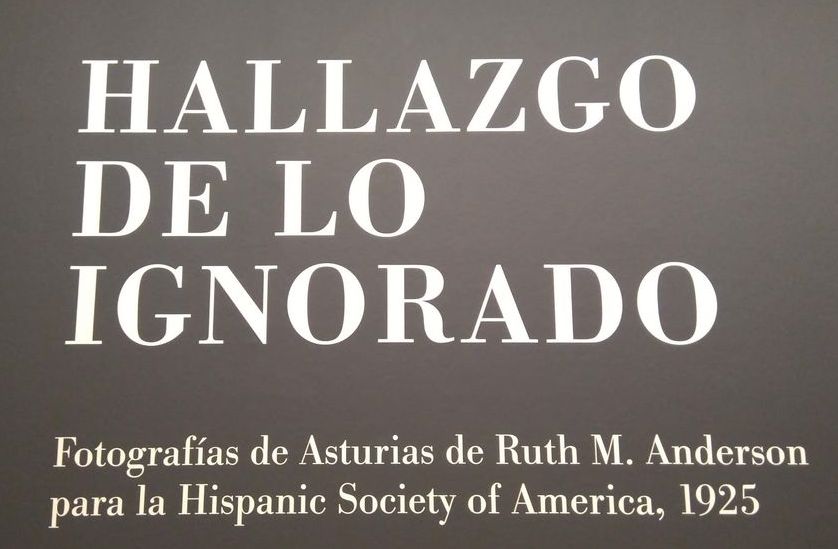 HALLAZGO
DE LO
IGNORADO
Fotografías de Asturias de Ruth M. Anderson
para la Hispanic Society of America, 1925